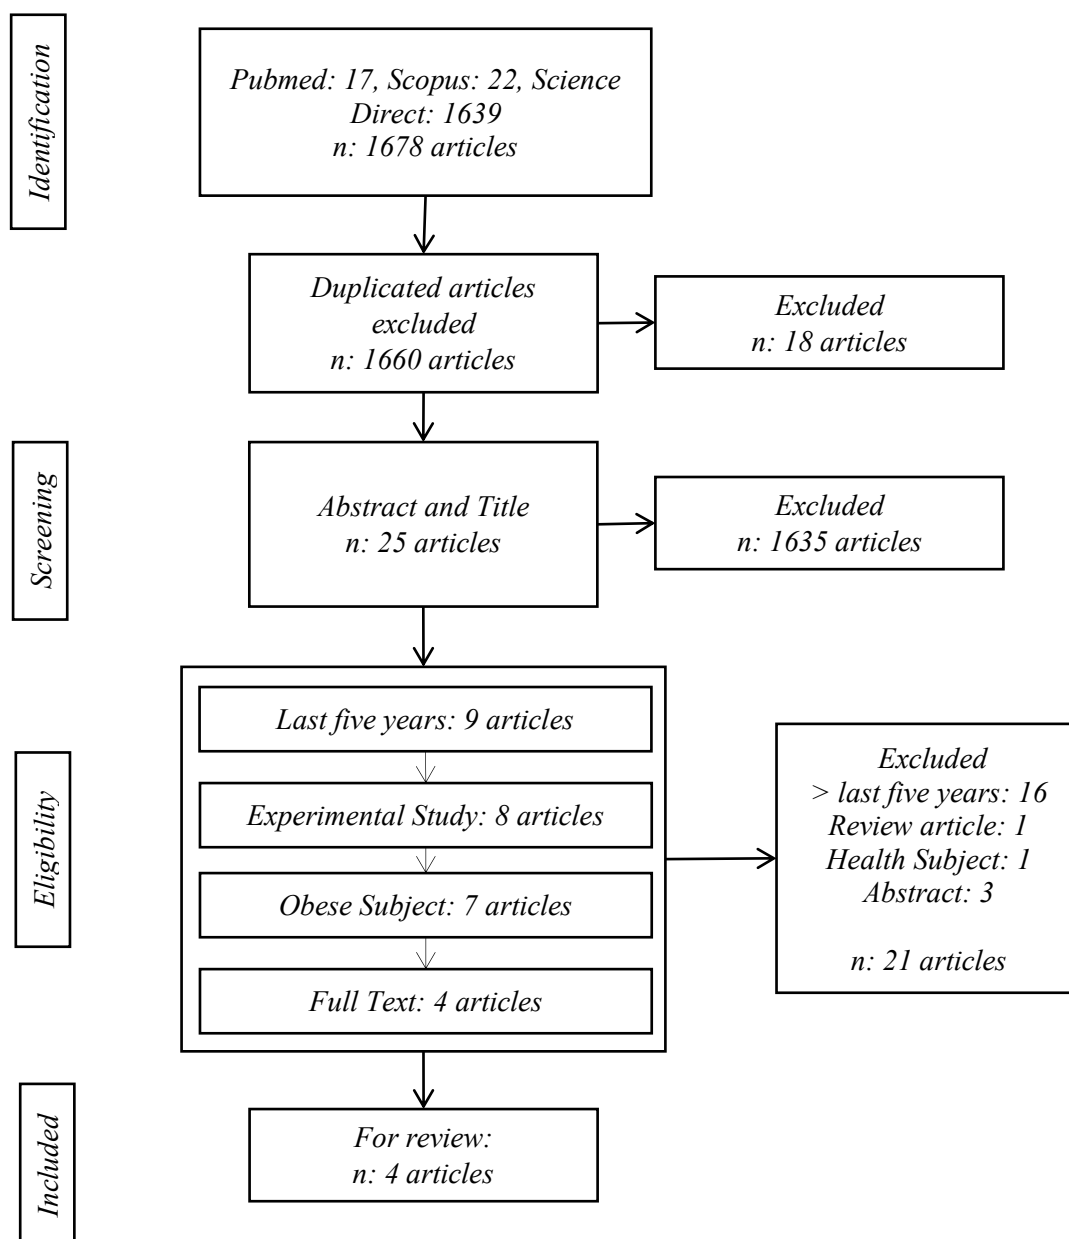 Identification
Pubmed: 17, Scopus: 22, Science
Direct: 1639
n: 1678 articles
Duplicated articles
excluded
n: 1660 articles
Excluded
n: 18 articles
Screening
Abstract and Title
n: 25 articles
Excluded
n: 1635 articles
Eligibility
Last five years: 9 articles
Experimental Study: 8 articles
Obese Subject: 7 articles
Full Text: 4 articles
Excluded
> last five years: 16
Review article: 1
Health Subject: 1
Abstract: 3
n: 21 articles
Included
For review:
n: 4 articles